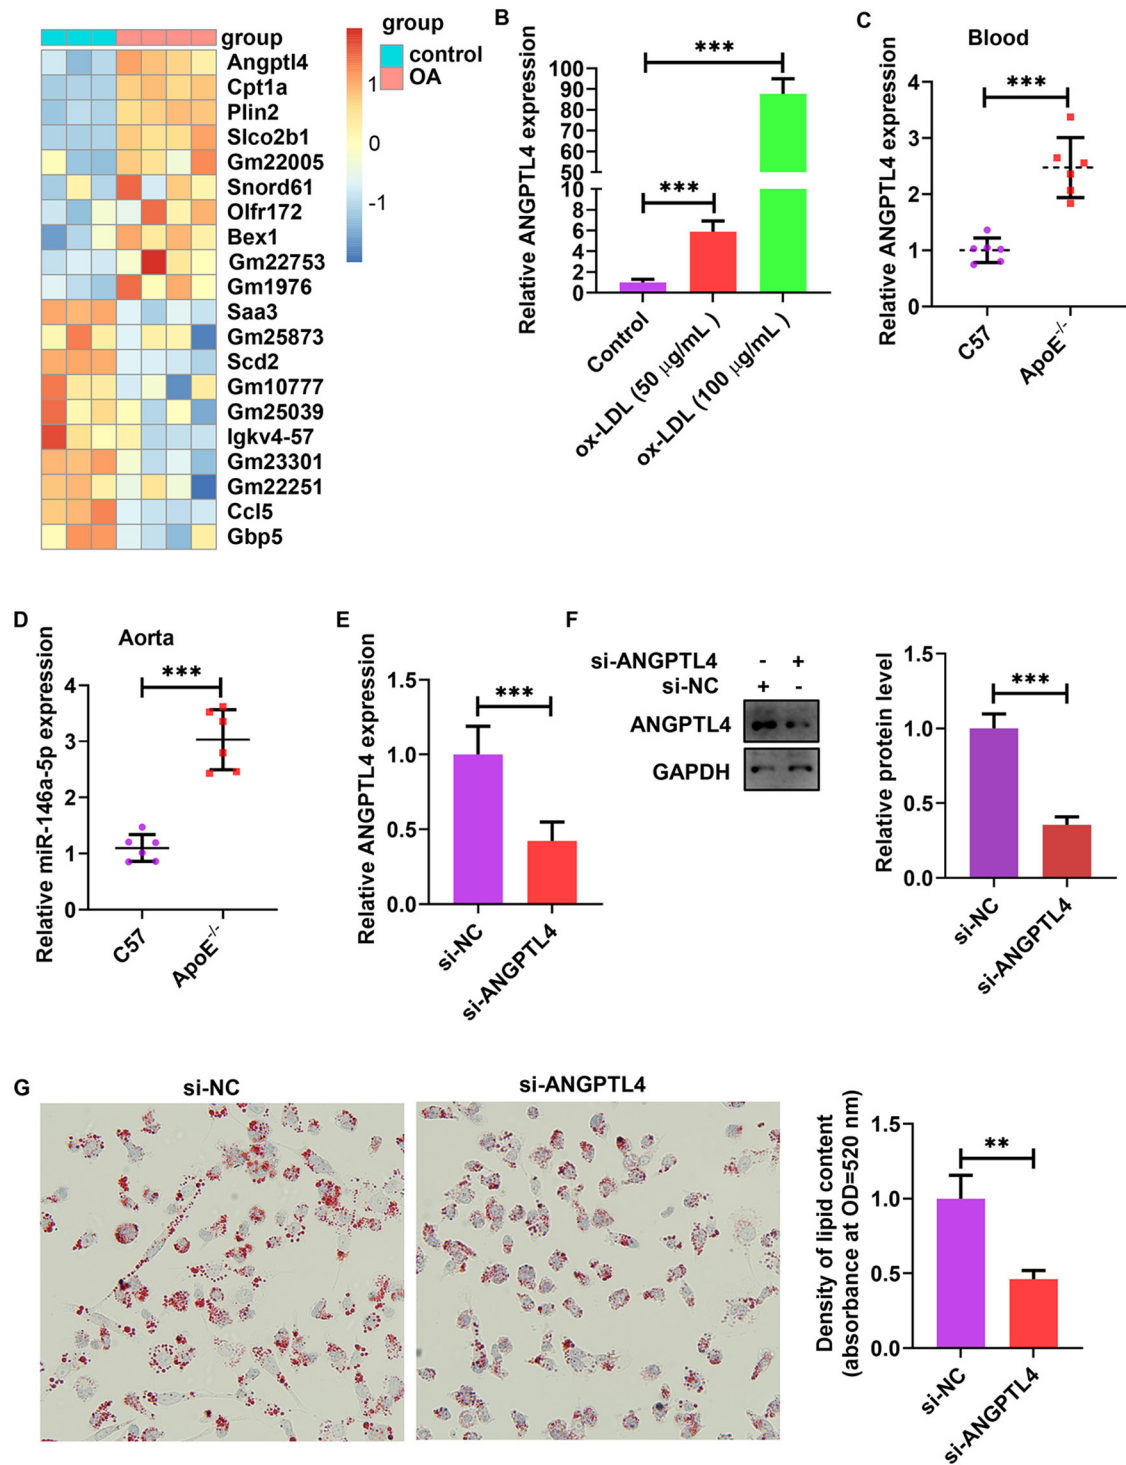 group
Angptl4
Cpt1a
Plin2
Slco2b1
Gm22005
Snord61
Olfr172
Bex1
Gm22753
Gm1976
Saa3
Gm25873
Scd2
Gm10777
Gm25039
Igkv4-57
Gm23301
Gm22251
Ccl5
Gbp5
1
0
-1
group
control
OA
B
Relative ANGPTL4 expression
100
90
80
70
60
50
10
8
6
4
2
0
***
***
Control
ox-LDL (50 μg/mL )
ox-LDL (100 μg/mL )
C
Blood
Relative ANGPTL4 expression
4
3
2
1
0
***
C57
ApoE-/-
D
Aorta
Relative miR-146a-5p expression
4
3
2
1
0
***
C57
ApoE-/-
E
Relative ANGPTL4 expression
1.5
1.0
0.5
0.0
***
si-NC
si-ANGPTL4
F
si-ANGPTL4 - +
si-NC + -
ANGPTL4
GAPDH
Relative protein level
1.5
1.0
0.5
0.0
***
si-NC
si-ANGPTL4
G
si-NC
si-ANGPTL4
Density of lipid content
(absorbance at OD=520 nm)
1.5
1.0
0.5
0.0
**
si-NC
si-ANGPTL4